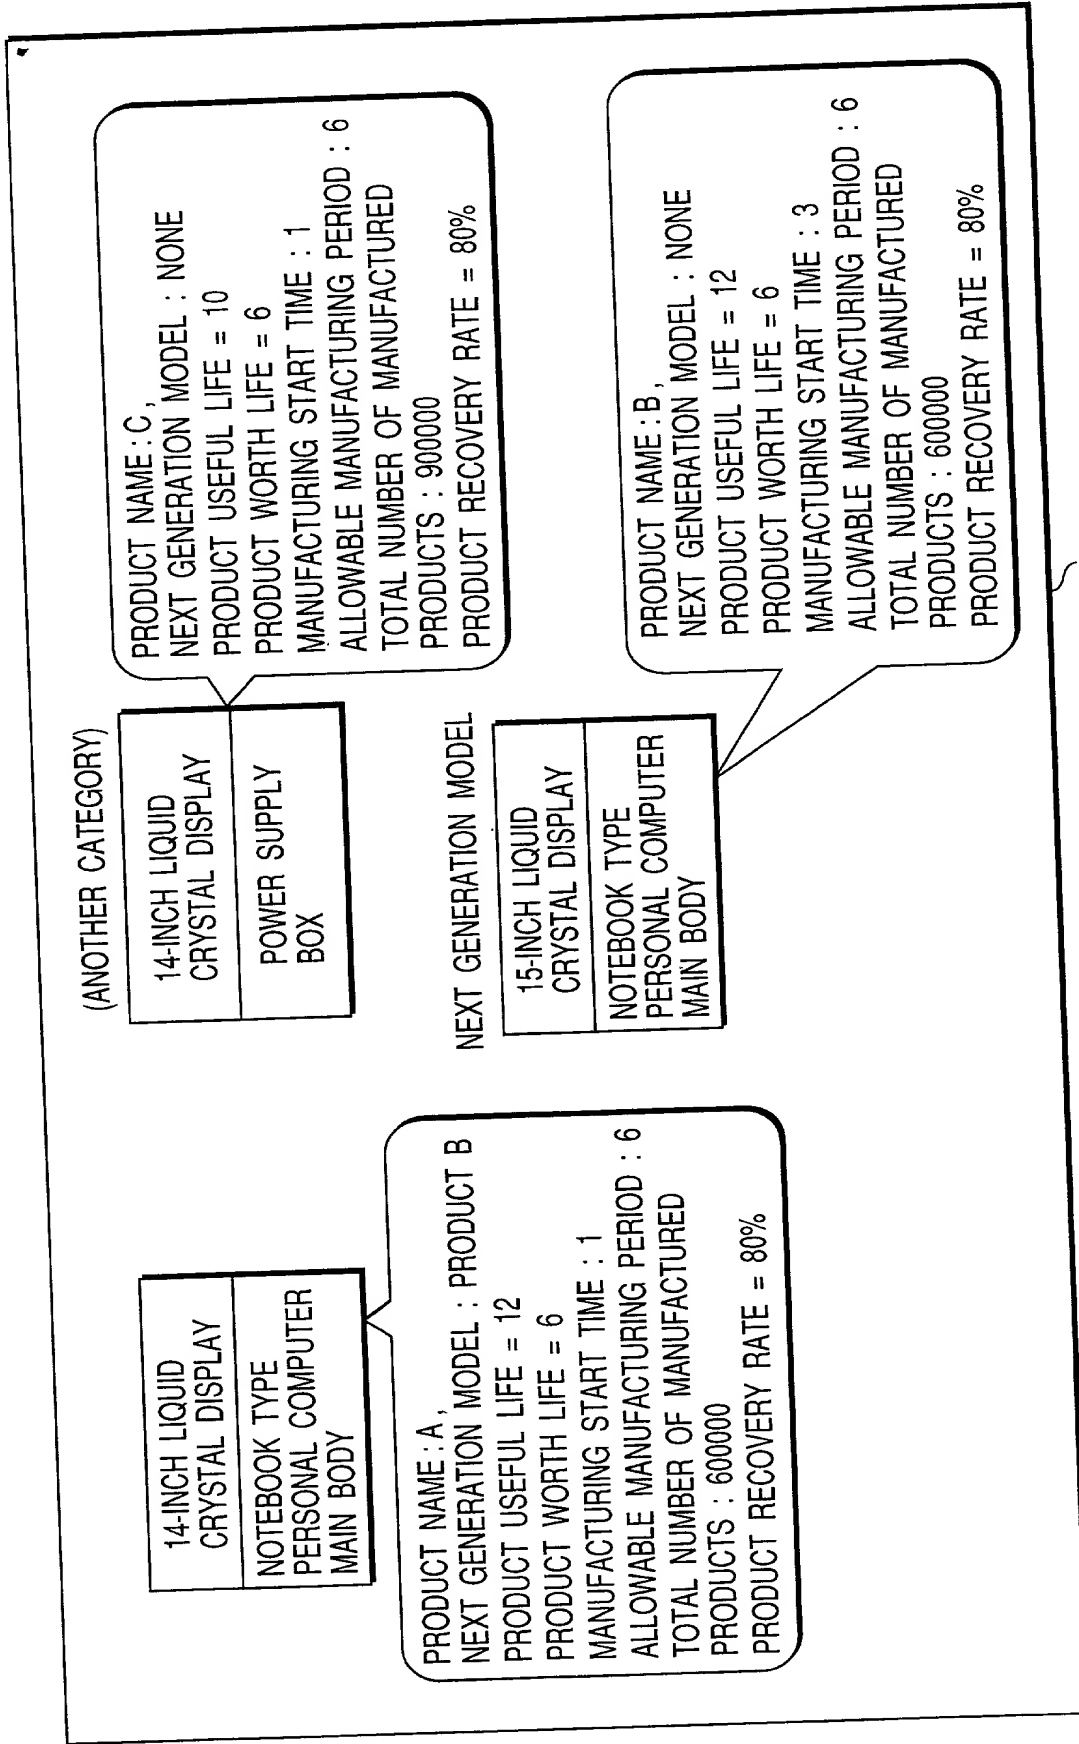 14-INCH LIQUID
CRYSTAL DISPLAY
NOTEBOOK TYPE
PERSONAL COMPUTER
MAIN BODY
PRODUCT NAME : A,
NEXT GENERATION MODEL : PRODUCT B
PRODUCT USEFUL LIFE = 12
PRODUCT WORTH LIFE = 6
MANUFACTURING START TIME : 1
ALLOWABLE MANUFACTURING PERIOD : 6
TOTAL NUMBER OF MANUFACTURED
PRODUCTS : 600000
PRODUCT RECOVERY RATE = 80%
(ANOTHER CATEGORY)
14-INCH LIQUID
CRYSTAL DISPLAY
POWER SUPPLY
BOX
PRODUCT NAME : C,
NEXT GENERATION MODEL : NONE
PRODUCT USEFUL LIFE = 10
PRODUCT WORTH LIFE = 6
MANUFACTURING START TIME : 1
ALLOWABLE MANUFACTURING PERIOD : 6
TOTAL NUMBER OF MANUFACTURED
PRODUCTS : 900000
PRODUCT RECOVERY RATE = 80%
NEXT GENERATION MODEL
15-INCH LIQUID
CRYSTAL DISPLAY
NOTEBOOK TYPE
PERSONAL COMPUTER
MAIN BODY
PRODUCT NAME : B,
NEXT GENERATION MODEL : NONE
PRODUCT USEFUL LIFE = 12
PRODUCT WORTH LIFE = 6
MANUFACTURING START TIME : 3
ALLOWABLE MANUFACTURING PERIOD : 6
TOTAL NUMBER OF MANUFACTURED
PRODUCTS : 600000
PRODUCT RECOVERY RATE = 80%